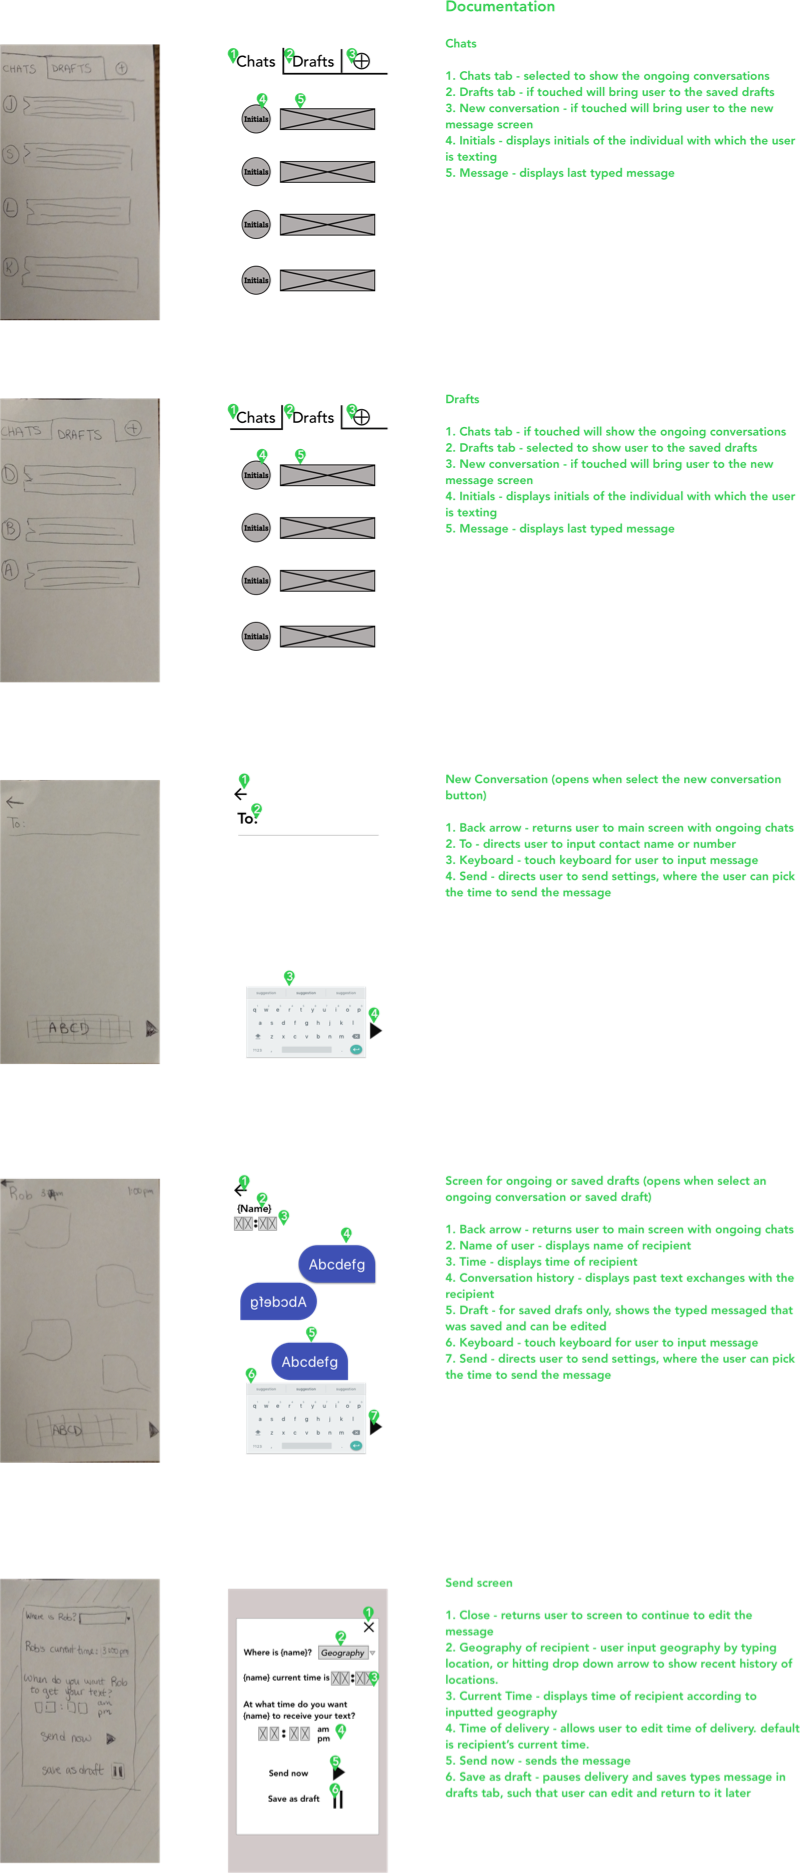 Documentation
CHATS DRAFTS
J
S
L
K
1 Chats 2 Drafts 3
4 5
Initials
Initials
Initials
Initials
Chats
1. Chats tab - selected to show the ongoing conversations
2. Drafts tab - if touched will bring user to the saved drafts
3. New conversation - if touched will bring user to the new
message screen
4. Initials - displays initials of the individual with which the user
is texting
5. Message - displays last typed message
CHATS DRAFTS
D
B
A
1 Chats 2 Drafts 3
4 5
Initials
Initials
Initials
Initials
Drafts
1. Chats tab - if touched will show the ongoing conversations
2. Drafts tab - selected to show user to the saved drafts
3. New conversation - if touched will bring user to the new
message screen
4. Initials - displays initials of the individual with which the user
is texting
5. Message - displays last typed message
To:
ABCD
1
2
To:
3
suggestion suggestion suggestion
q w e r t y u i o p
a s d f g h j k l
z x c v b n m
4
New Conversation (opens when select the new conversation
button)
1. Back arrow - returns user to main screen with ongoing chats
2. To - directs user to input contact name or number
3. Keyboard - touch keyboard for user to input message
4. Send - directs user to send settings, where the user can pick
the time to send the message
Rob
1:00pm
ABCD
1
2
{Name}
XX:XX 3
4
Abcdefg
Abcdefg
5
Abcdefg
6
suggestion suggestion suggestion
q w e r t y u i o p
a s d f g h j k l
z x c v b n m
7
Screen for ongoing or saved drafts (opens when select an
ongoing conversation or saved draft)
1. Back arrow - returns user to main screen with ongoing chats
2. Name of user - displays name of recipient
3. Time - displays time of recipient
4. Conversation history - displays past text exchanges with the
recipient
5. Draft - for saved drafs only, shows the typed messaged that
was saved and can be edited
6. Keyboard - touch keyboard for user to input message
7. Send - directs user to send settings, where the user can pick
the time to send the message
Where is Rob?
Rob's current time: 3:00pm
When do you want Rob
to get your text?
am
pm
send now
save as draft
1
2
Where is {name}? Geography
{name} current time is XX:XX 3
At what time do you want
{name} to receive your text?
XX:XX am
pm 4
5
Send now
6
Save as draft
Send screen
1. Close - returns user to screen to continue to edit the
message
2. Geography of recipient - user input geography by typing
location, or hitting drop down arrow to show recent history of
locations.
3. Current Time - displays time of recipient according to
inputted geography
4. Time of delivery - allows user to edit time of delivery. default
is recipient's current time.
5. Send now - sends the message
6. Save as draft - pauses delivery and saves types message in
drafts tab, such that user can edit and return to it later